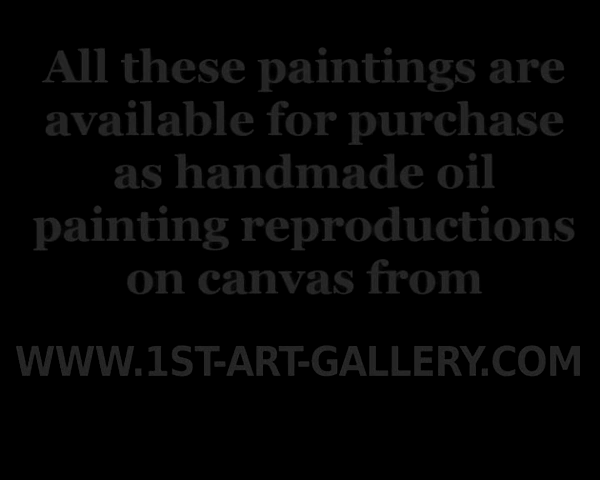 All these paintings are
available for purchase
as handmade oil
painting reproductions
on canvas from
WWW.1ST-ART-GALLERY.COM